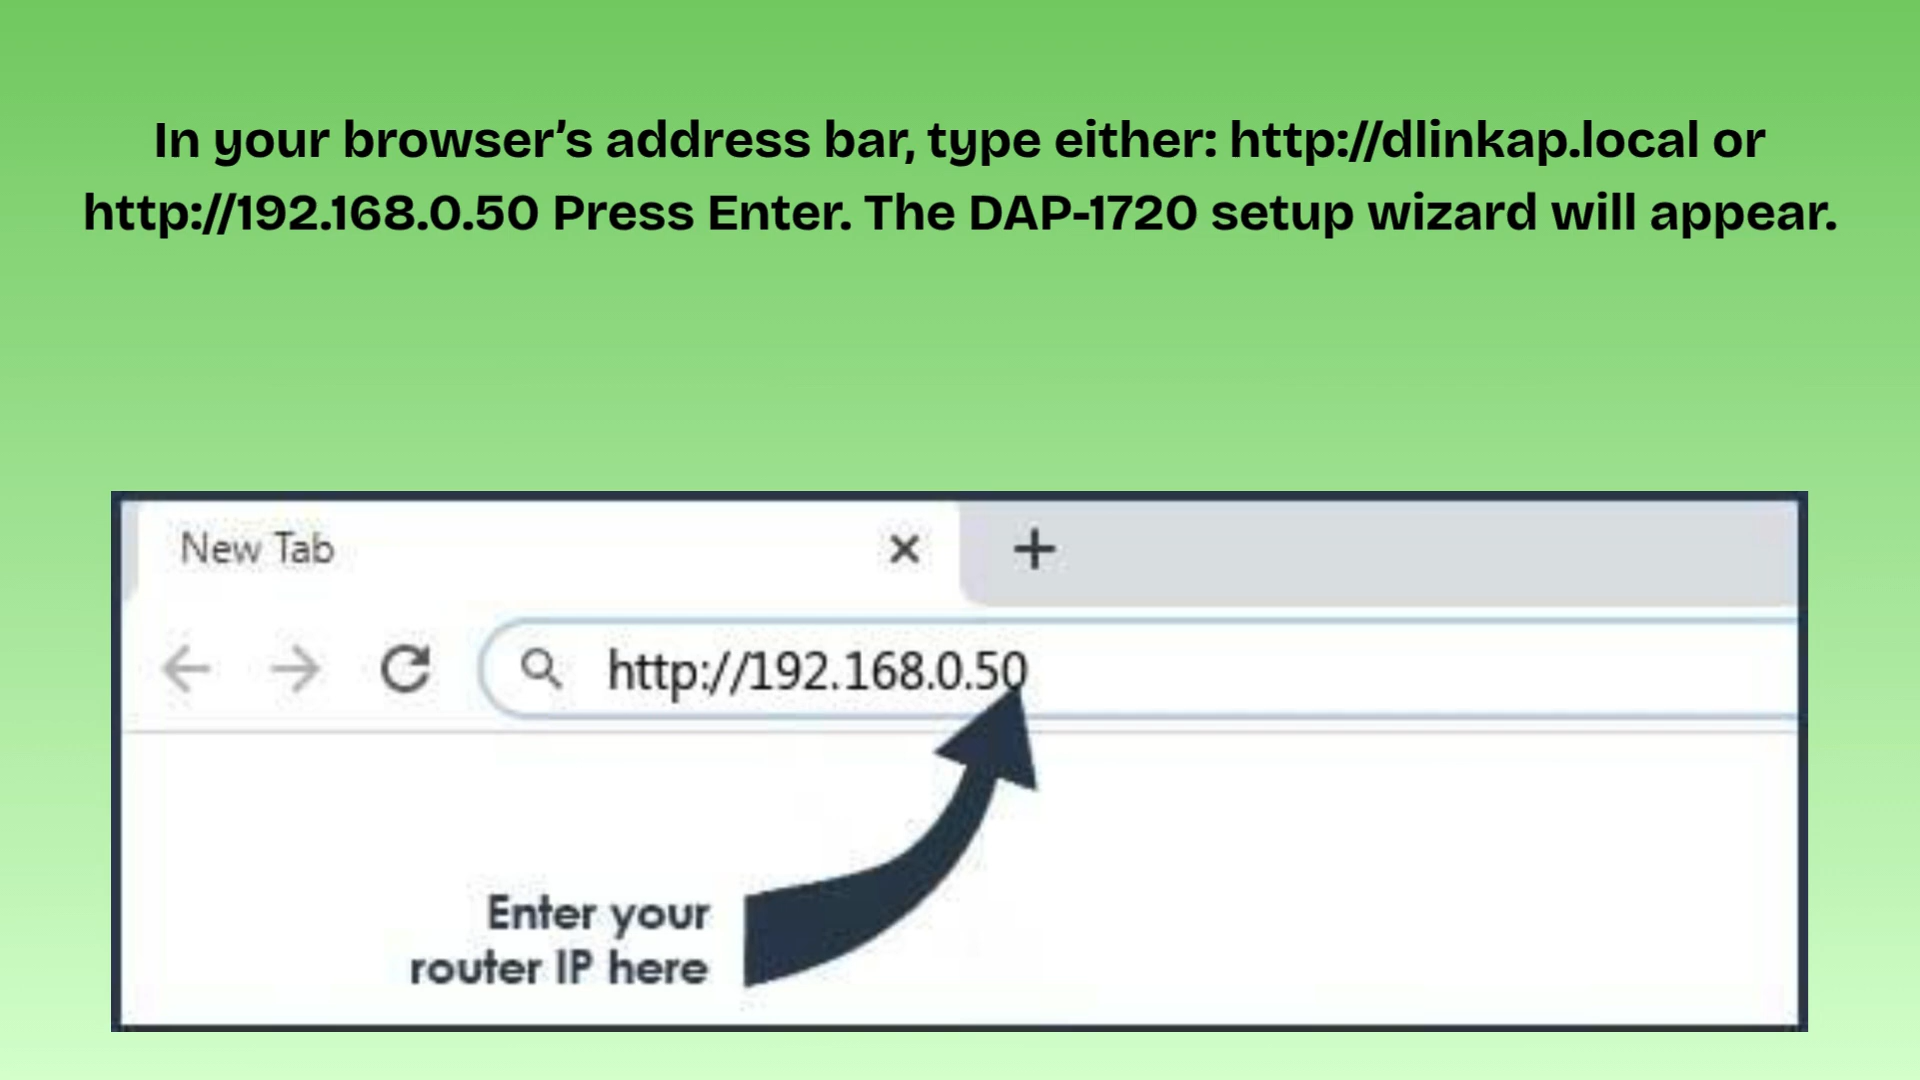 In your browser’s address bar, type either: http://dlinkap.local or
http://192.168.0.50 Press Enter. The DAP-1720 setup wizard will appear.
New Tab
http://192.168.0.50
Enter your
router IP here